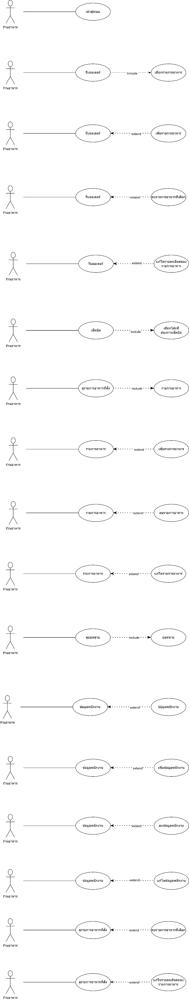 เข้าสู่ระบบ
ร้านอาหาร
รับออเดอร์
include
เลือกรายการอาหาร
ร้านอาหาร
รับออเดอร์
extend
เพิ่มรายการอาหาร
ร้านอาหาร
รับออเดอร์
extend
ลบรายการอาหารที่เลือก
ร้านอาหาร
รับออเดอร์
extend
แก้ไขรายละเอียดของ
รายการอาหาร
ร้านอาหาร
เช็คบิล
include
เลือกโต๊ะที่
ต้องการเช็คบิล
ร้านอาหาร
ดูรายการอาหารที่สั่ง
include
รายการอาหาร
ร้านอาหาร
รายการอาหาร
extend
เพิ่มรายการอาหาร
ร้านอาหาร
รายการอาหาร
extend
ลบรายการอาหาร
ร้านอาหาร
รายการอาหาร
extend
แก้ไขรายการอาหาร
ร้านอาหาร
ดูยอดขาย
include
ยอดขาย
ร้านอาหาร
ข้อมูลพนักงาน
extend
ข้อมูลพนักงาน
ร้านอาหาร
ข้อมูลพนักงาน
extend
เพิ่มข้อมูลพนักงาน
ร้านอาหาร
ข้อมูลพนักงาน
extend
ลบข้อมูลพนักงาน
ร้านอาหาร
ข้อมูลพนักงาน
extend
แก้ไขข้อมูลพนักงาน
ร้านอาหาร
ดูรายการอาหารที่สั่ง
extend
ลบรายการอาหารที่เลือก
ร้านอาหาร
ดูรายการอาหารที่สั่ง
extend
แก้ไขรายละเอียดของ
รายการอาหาร
ร้านอาหาร